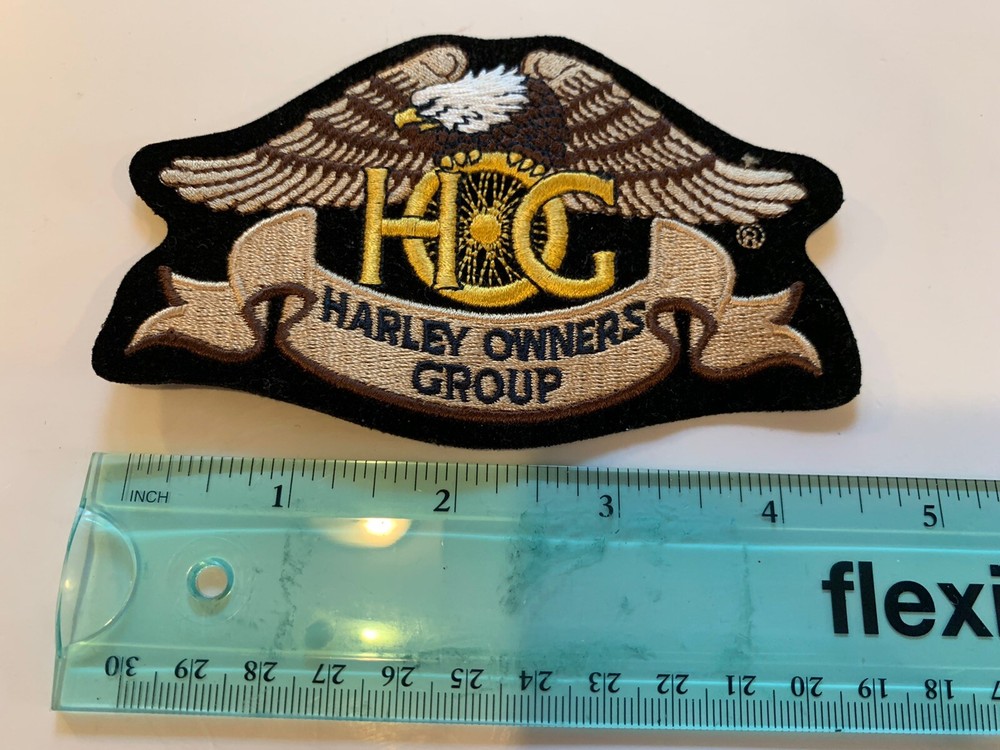 HOG
®
HARLEY OWNERS
GROUP
INCH 1 2 3 4 5
flexi
30 29 28 27 26 25 24 23 22 21 20 19 18